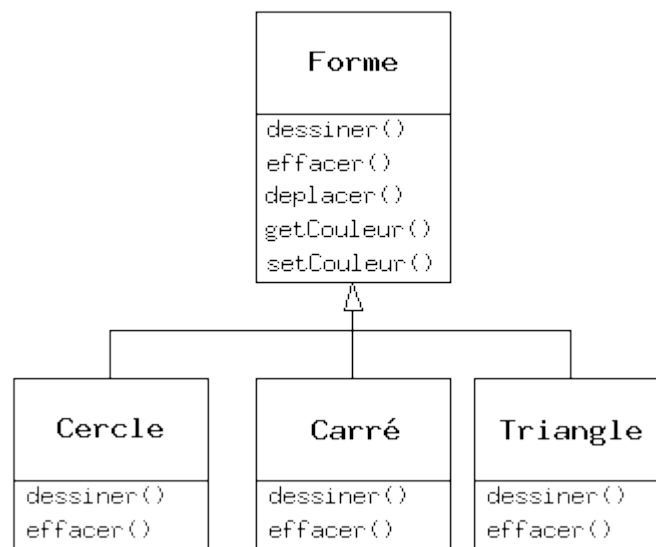 Forme
dessiner()
effacer()
deplacer()
getCouleur()
setCouleur()
Cercle
dessiner()
effacer()
Carré
dessiner()
effacer()
Triangle
dessiner()
effacer()